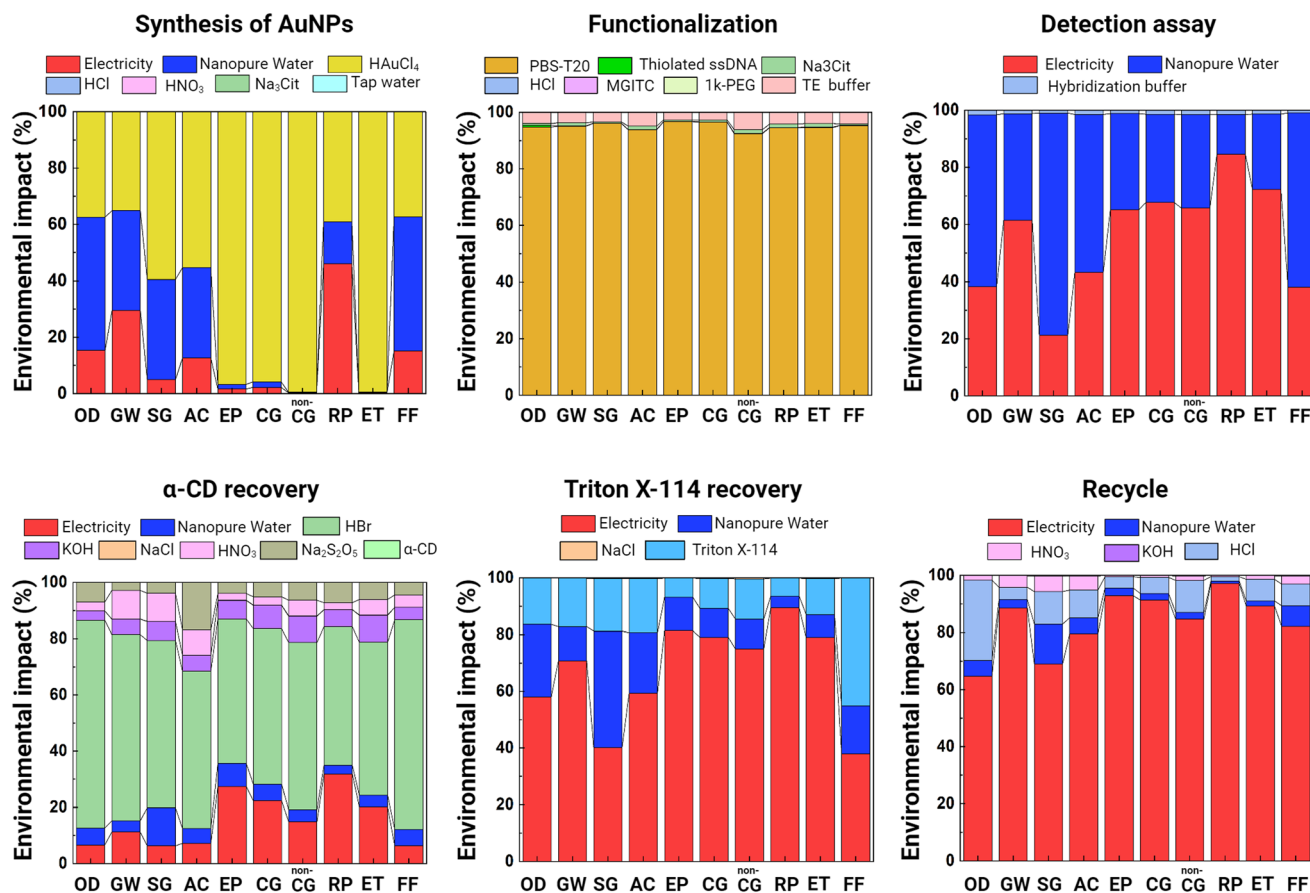 Synthesis of AuNPs
Electricity Nanopure Water HAuCl₄
HCl HNO₃ Na₃Cit Tap water
Environmental impact (%)
100
80
60
40
20
0
OD GW SG AC EP CG non-CG RP ET FF
Functionalization
PBS-T20 Thiolated ssDNA Na3Cit
HCl MGITC 1k-PEG TE buffer
Environmental impact (%)
100
80
60
40
20
0
OD GW SG AC EP CG non-CG RP ET FF
Detection assay
Electricity Nanopure Water
Hybridization buffer
Environmental impact (%)
100
80
60
40
20
0
OD GW SG AC EP CG non-CG RP ET FF
α-CD recovery
Electricity Nanopure Water HBr
KOH NaCl HNO₃ Na₂S₂O₅ α-CD
Environmental impact (%)
100
80
60
40
20
0
OD GW SG AC EP CG non-CG RP ET FF
Triton X-114 recovery
Electricity Nanopure Water
NaCl Triton X-114
Environmental impact (%)
100
80
60
40
20
0
OD GW SG AC EP CG non-CG RP ET FF
Recycle
Electricity Nanopure Water
HNO₃ KOH HCl
Environmental impact (%)
100
80
60
40
20
0
OD GW SG AC EP CG non-CG RP ET FF